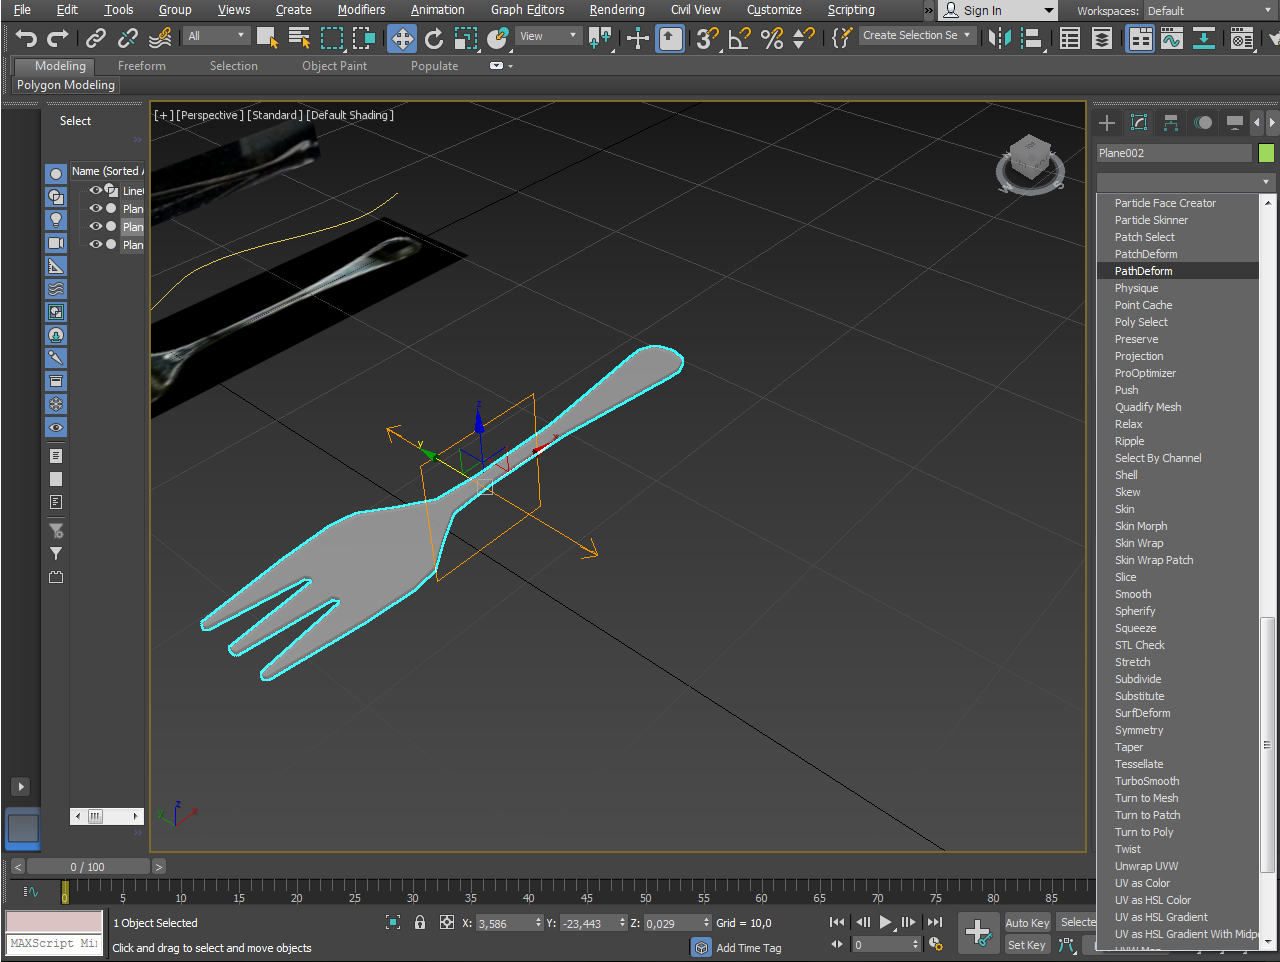 File Edit Tools Group Views Create Modifiers Animation Graph Editors Rendering Civil View Customize Scripting » Sign In Workspaces: Default
All View Create Selection Se
Modeling Freeform Selection Object Paint Populate
Polygon Modeling
Select
Name (Sorted A
Line
Plan
Plan
Plan
[+] [Perspective] [Standard] [Default Shading]
Plane002
Particle Face Creator
Particle Skinner
Patch Select
PatchDeform
PathDeform
Physique
Point Cache
Poly Select
Preserve
Projection
ProOptimizer
Push
Quadify Mesh
Relax
Ripple
Select By Channel
Shell
Skew
Skin
Skin Morph
Skin Wrap
Skin Wrap Patch
Slice
Smooth
Spherify
Squeeze
STL Check
Stretch
Subdivide
Substitute
SurfDeform
Symmetry
Taper
Tessellate
TurboSmooth
Turn to Mesh
Turn to Patch
Turn to Poly
Twist
Unwrap UVW
UV as Color
UV as HSL Color
UV as HSL Gradient
UV as HSL Gradient With Midpo
z
y
x
z
x
W
S
< 0 / 100 >
0 5 10 15 20 25 30 35 40 45 50 55 60 65 70 75 80 85
1 Object Selected X: 3,586 Y: -23,443 Z: 0,029 Grid = 10,0 Auto Key Selecte
MAXScript Min Click and drag to select and move objects Add Time Tag 0 Set Key